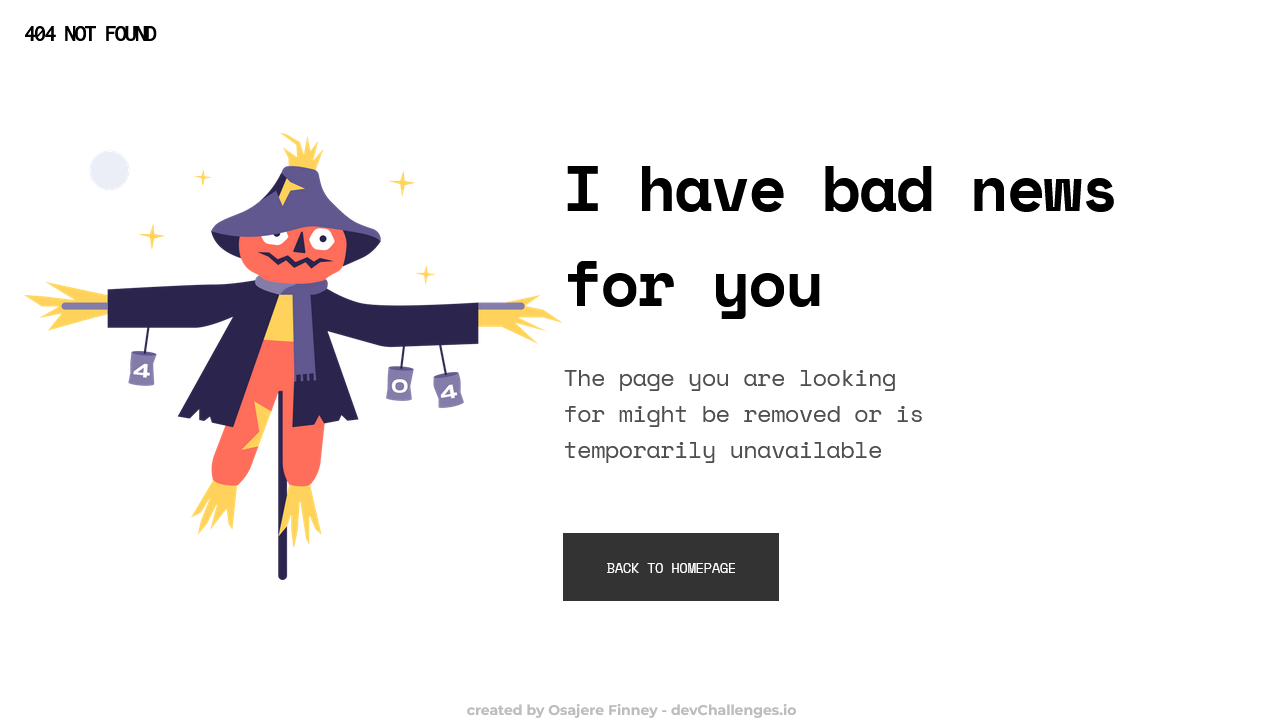 404 NOT FOUND
I have bad news
for you
The page you are looking
for might be removed or is
temporarily unavailable
4
0
4
BACK TO HOMEPAGE
created by Osajere Finney - devChallenges.io